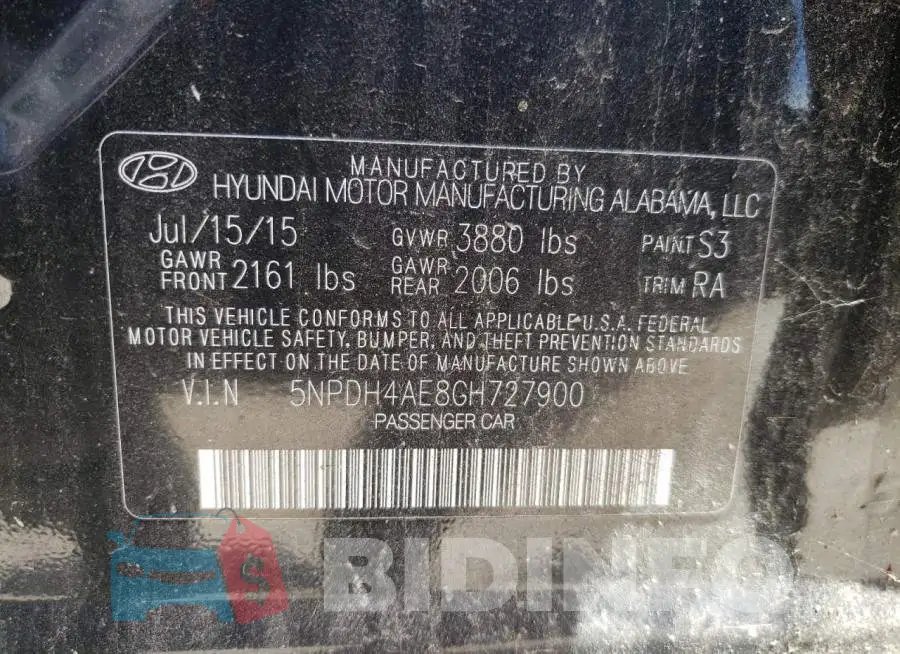 MANUFACTURED BY
HYUNDAI MOTOR MANUFACTURING ALABAMA, LLC
Jul/15/15 GVWR 3880 lbs PAINT S3
GAWR FRONT 2161 lbs GAWR REAR 2006 lbs TRIM RA
THIS VEHICLE CONFORMS TO ALL APPLICABLE U.S.A. FEDERAL
MOTOR VEHICLE SAFETY, BUMPER, AND THEFT PREVENTION STANDARDS
IN EFFECT ON THE DATE OF MANUFACTURE SHOWN ABOVE
V.I.N 5NPDH4AE8GH727900
PASSENGER CAR
BIDINFO